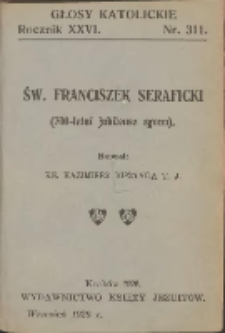 GŁOSY KATOLICKIE
Rocznik XXVI. Nr. 311.
ŚW. FRANCISZEK SERAFICKI
(700-letni jubileusz zgonu).
Napisał:
KS. KAZIMIERZ T. J.
Kraków 1926.
WYDAWNICTWO KSIĘŻY JEZUITÓW.
Wrzesień 1926 r.